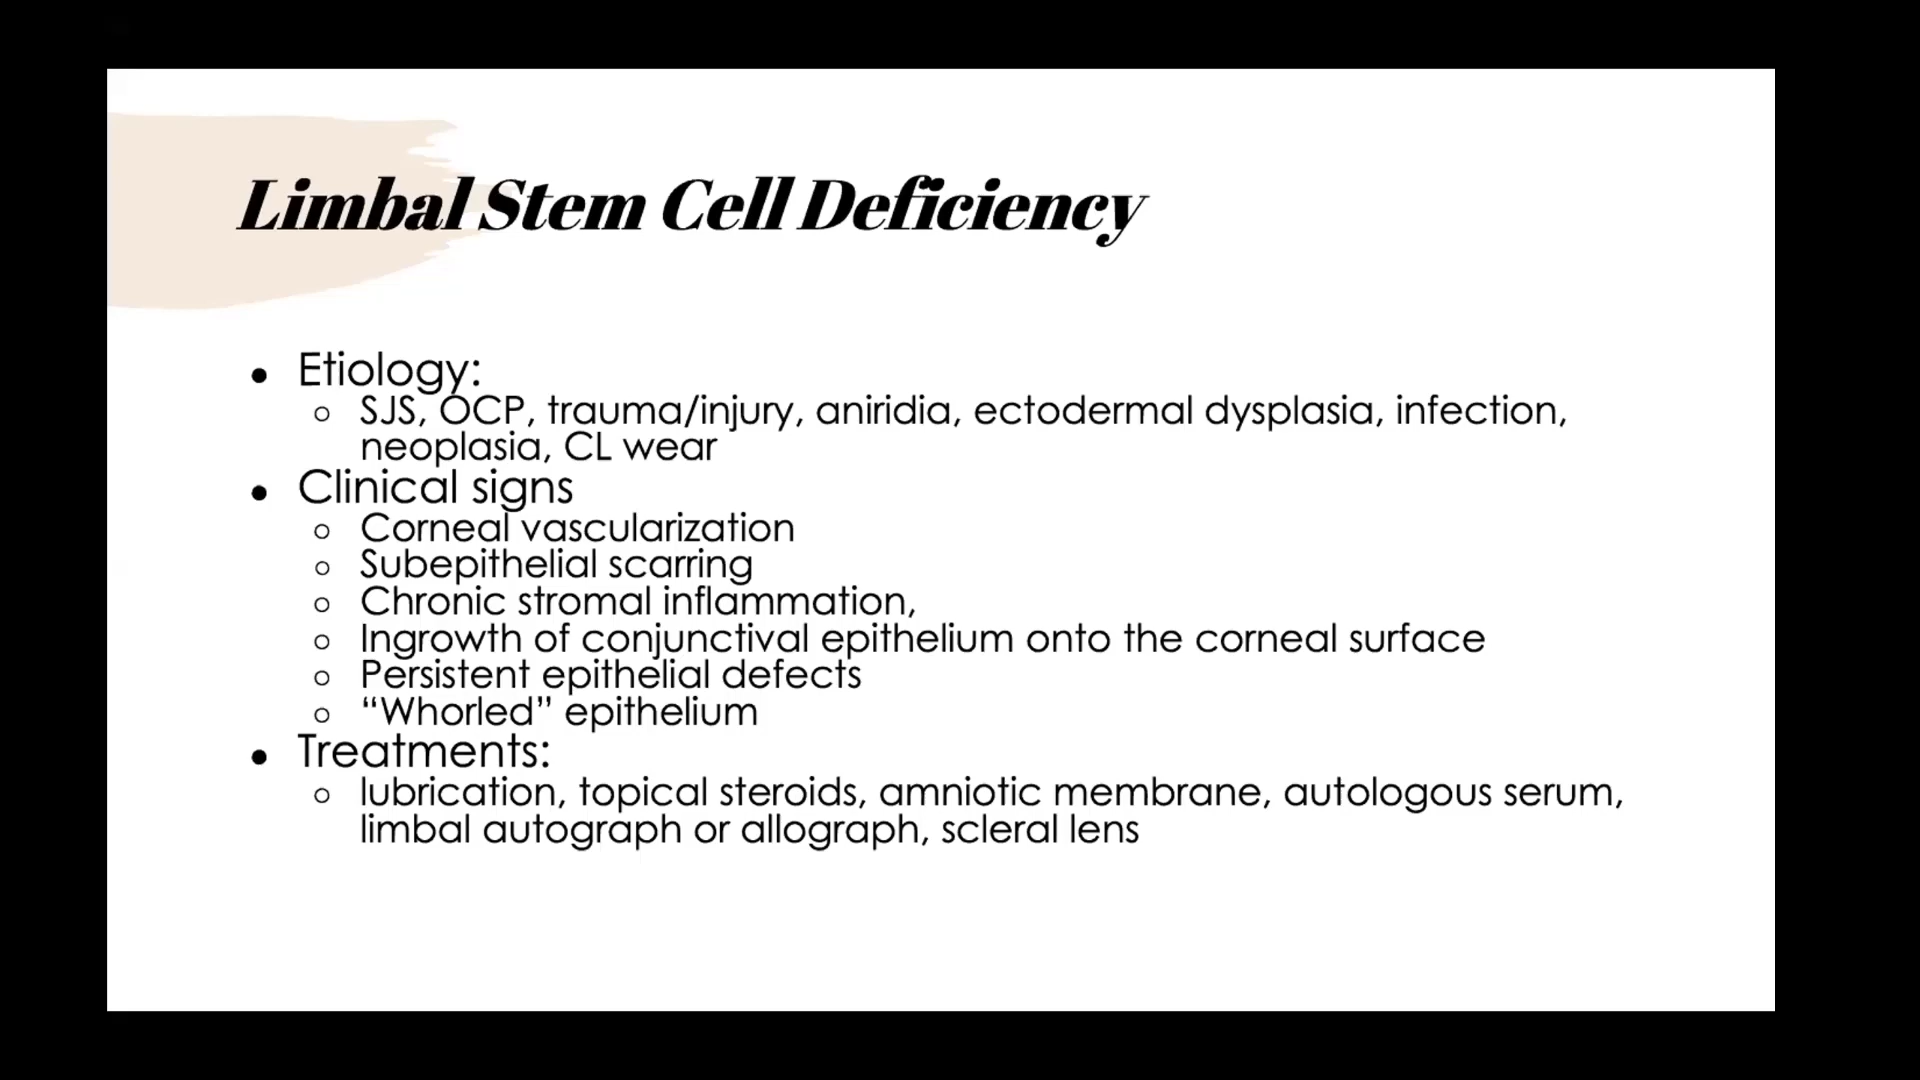 Limbal Stem Cell Deficiency
● Etiology:
○ SJS, OCP, trauma/injury, aniridia, ectodermal dysplasia, infection,
neoplasia, CL wear
● Clinical signs
○ Corneal vascularization
○ Subepithelial scarring
○ Chronic stromal inflammation,
○ Ingrowth of conjunctival epithelium onto the corneal surface
○ Persistent epithelial defects
○ “Whorled” epithelium
● Treatments:
○ lubrication, topical steroids, amniotic membrane, autologous serum,
limbal autograph or allograph, scleral lens